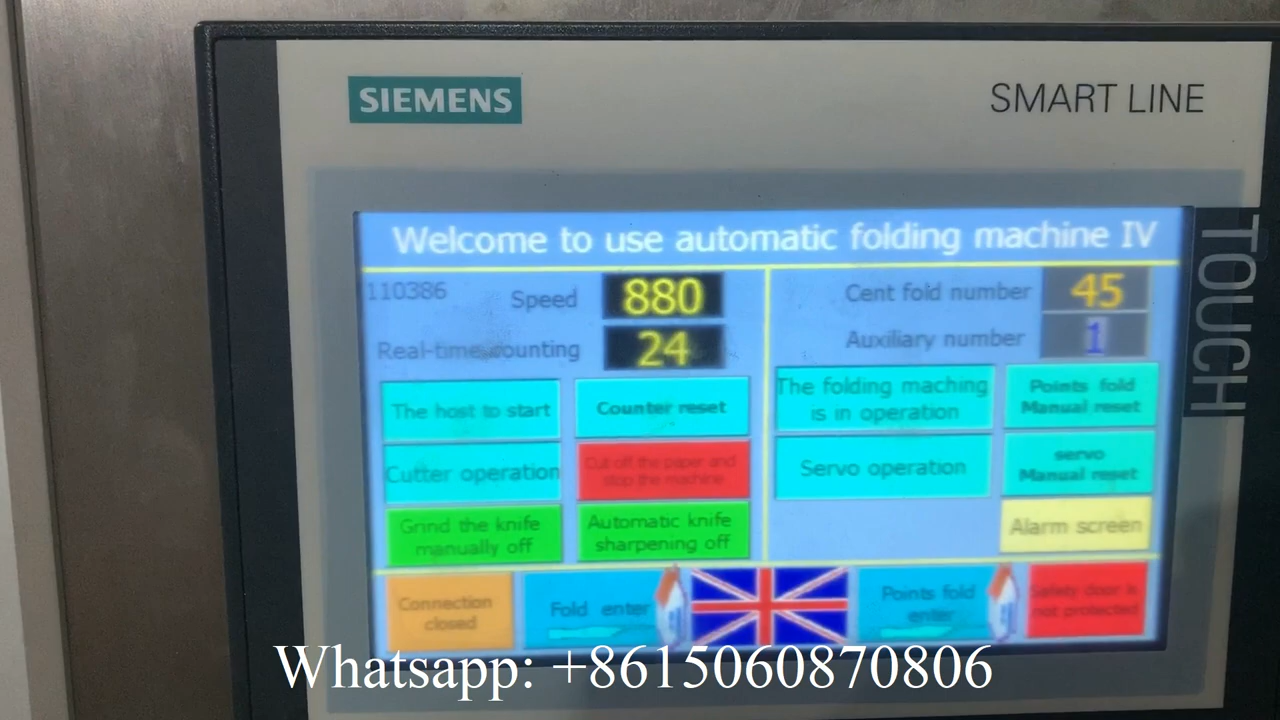 SIEMENS
SMART LINE
TOUCH
Welcome to use automatic folding machine IV
110386
Speed 880
Real-time counting 24
Cent fold number 45
Auxiliary number 1
The host to start
Counter reset
The folding maching
is in operation
Points fold
Manual reset
Cutter operation
Cut off the paper and
stop the machine
Servo operation
servo
Manual reset
Grind the knife
manually off
Automatic knife
sharpening off
Alarm screen
Connection
closed
Fold enter
Points fold
enter
Safety door is
not protected
Whatsapp: +8615060870806